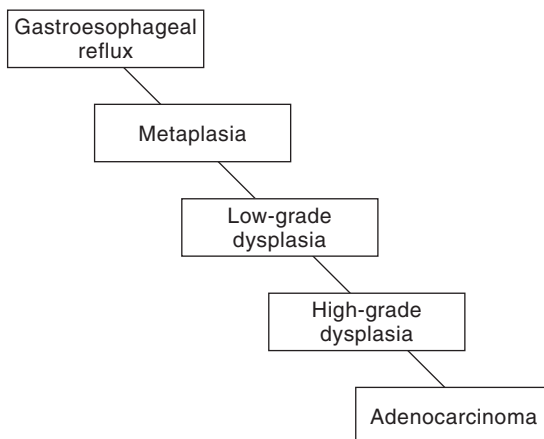 Gastroesophageal
reflux
Metaplasia
Low-grade
dysplasia
High-grade
dysplasia
Adenocarcinoma